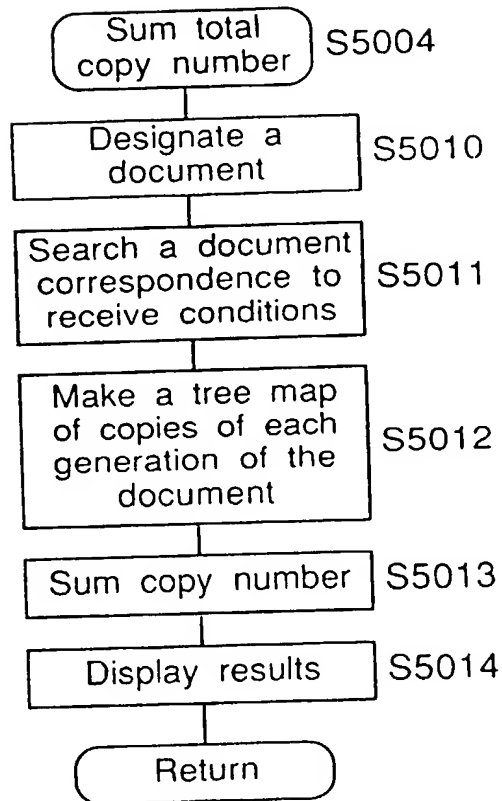 Sum total
copy number
S5004
Designate a
document
S5010
Search a document
correspondence to
receive conditions
S5011
Make a tree map
of copies of each
generation of the
document
S5012
Sum copy number
S5013
Display results
S5014
Return